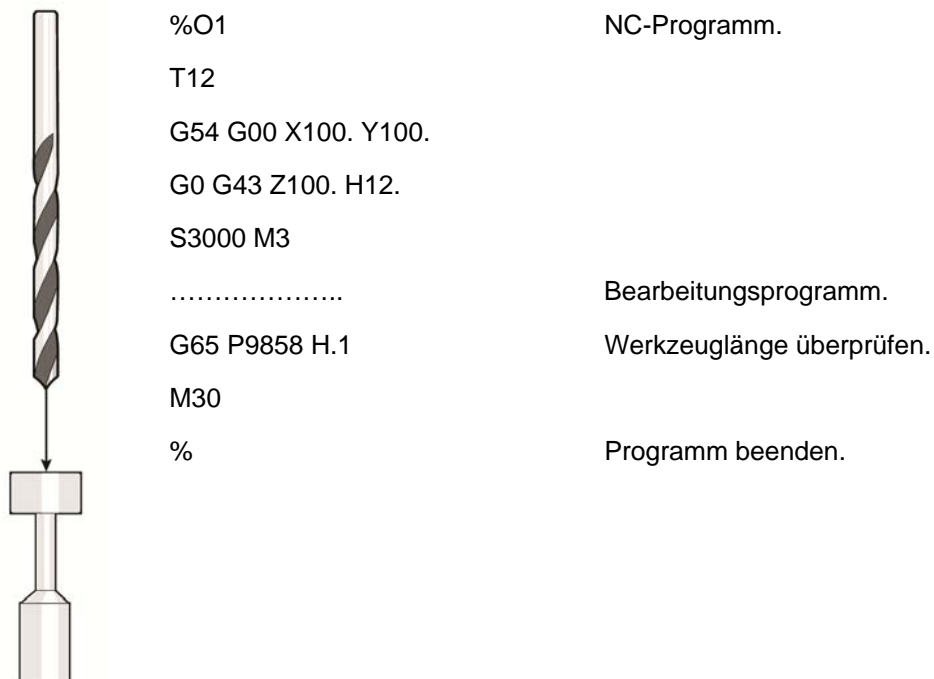 %O1 NC-Programm.
T12
G54 G00 X100. Y100.
G0 G43 Z100. H12.
S3000 M3
……………….. Bearbeitungsprogramm.
G65 P9858 H.1 Werkzeuglänge überprüfen.
M30
% Programm beenden.